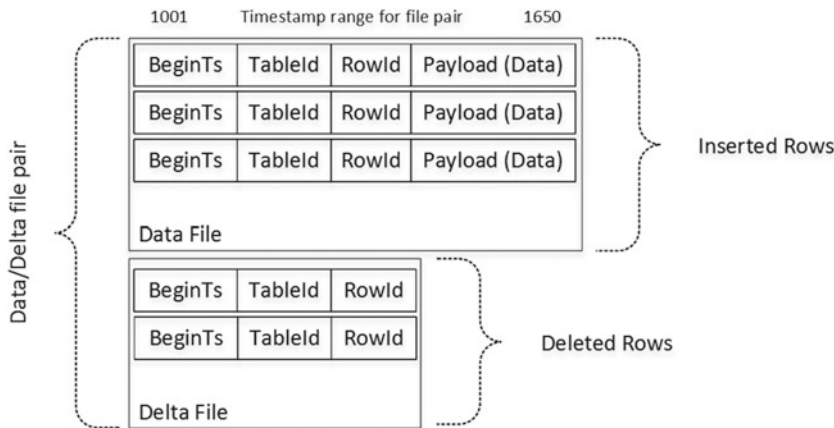 1001 Timestamp range for file pair 1650
BeginTs TableId RowId Payload (Data)
BeginTs TableId RowId Payload (Data)
BeginTs TableId RowId Payload (Data)
Data File
Inserted Rows
Data/Delta file pair
BeginTs TableId RowId
BeginTs TableId RowId
Delta File
Deleted Rows